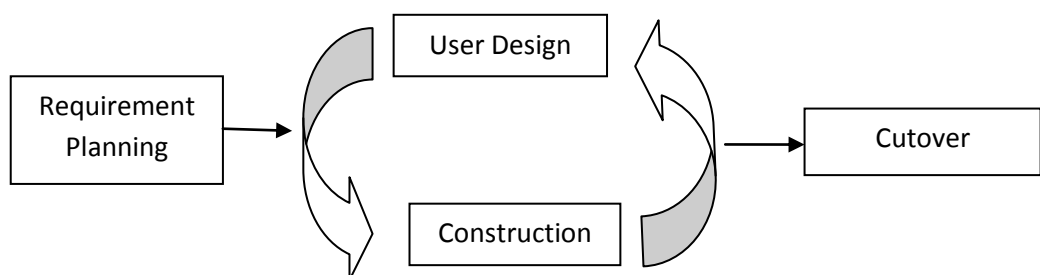 Requirement
Planning
User Design
Construction
Cutover